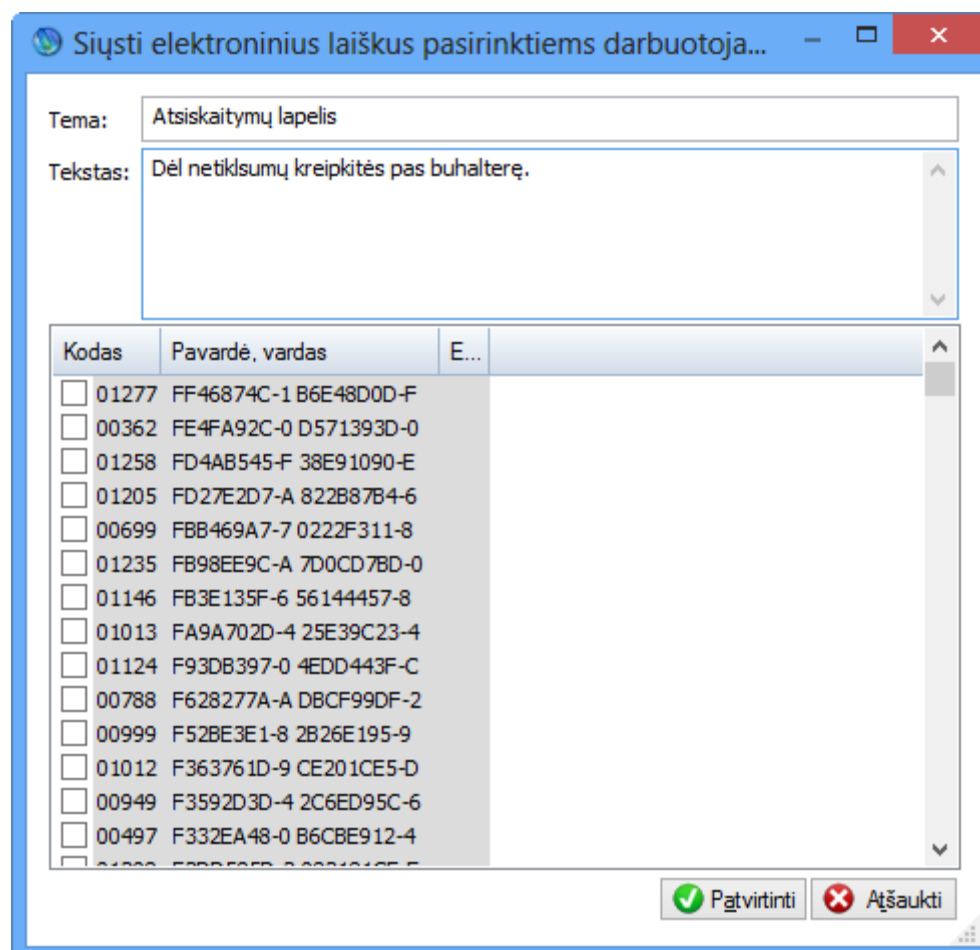 Siųsti elektroninius laiškus pasirinktiems darbuotoja...
Tema: Atsiskaitymų lapelis
Tekstas: Dėl netiklsumų kreipkitės pas buhalterę.
Kodas Pavardė, vardas E...
01277 FF46874C-1 B6E48D0D-F
00362 FE4FA92C-0 D571393D-0
01258 FD4AB545-F 38E91090-E
01205 FD27E2D7-A 822B87B4-6
00699 FBB469A7-7 0222F311-8
01235 FB98EE9C-A 7D0CD7BD-0
01146 FB3E135F-6 56144457-8
01013 FA9A702D-4 25E39C23-4
01124 F93DB397-0 4EDD443F-C
00788 F628277A-A DBCF99DF-2
00999 F52BE3E1-8 2B26E195-9
01012 F363761D-9 CE201CE5-D
00949 F3592D3D-4 2C6ED95C-6
00497 F332EA48-0 B6CBE912-4
Patvirtinti Atšaukti